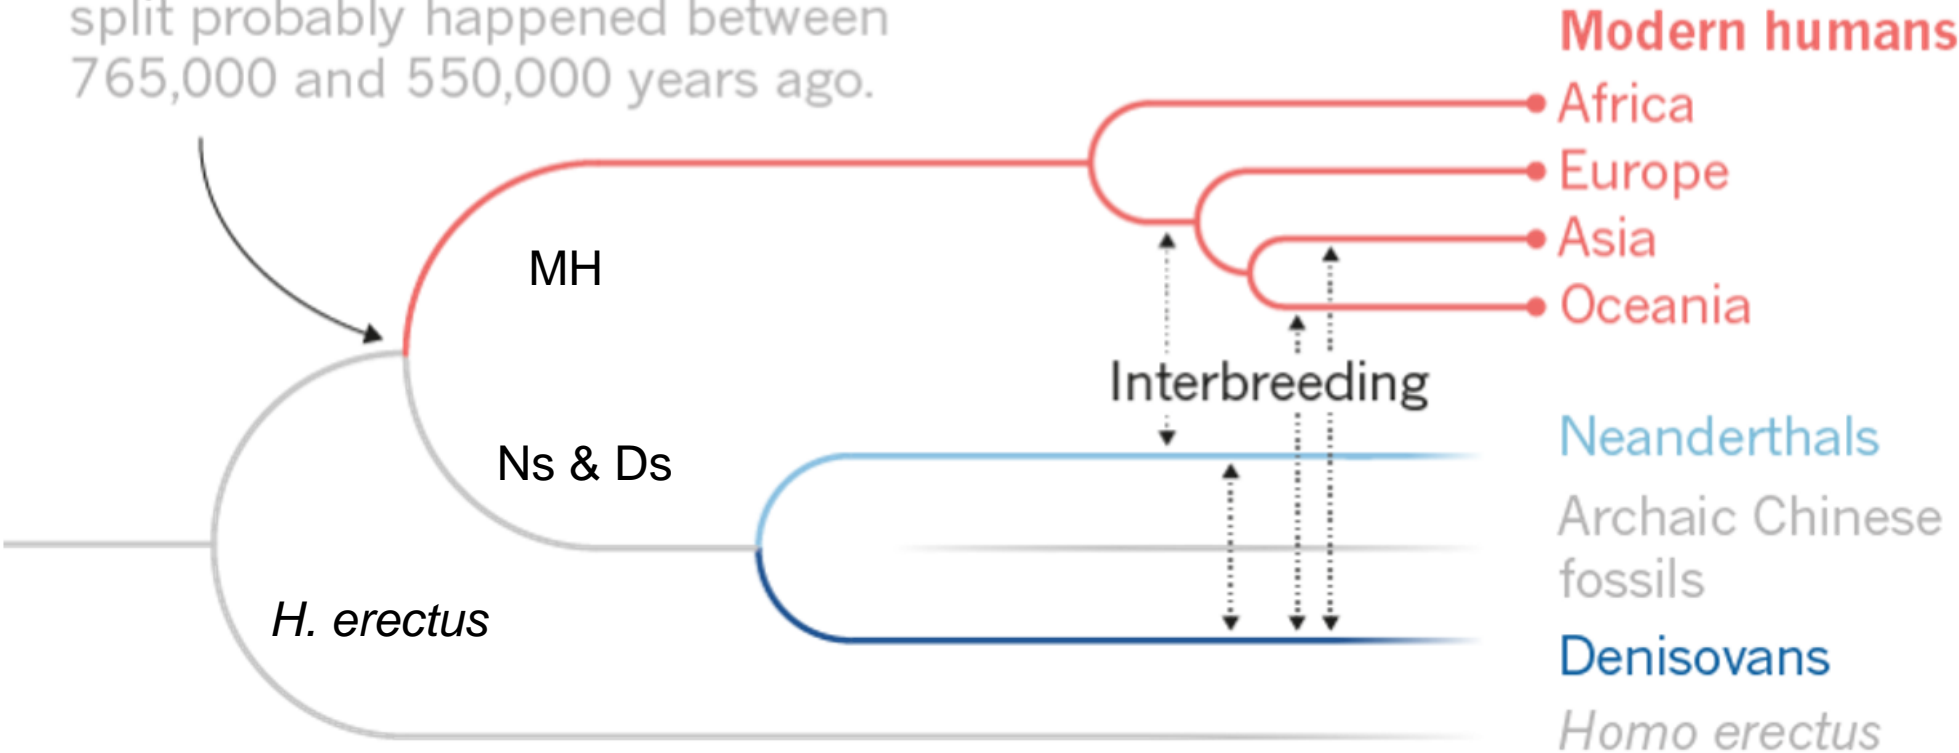 split probably happened between
765,000 and 550,000 years ago.
Modern humans
Africa
Europe
Asia
Oceania
MH
Interbreeding
Ns & Ds
Neanderthals
Archaic Chinese
fossils
H. erectus
Denisovans
Homo erectus